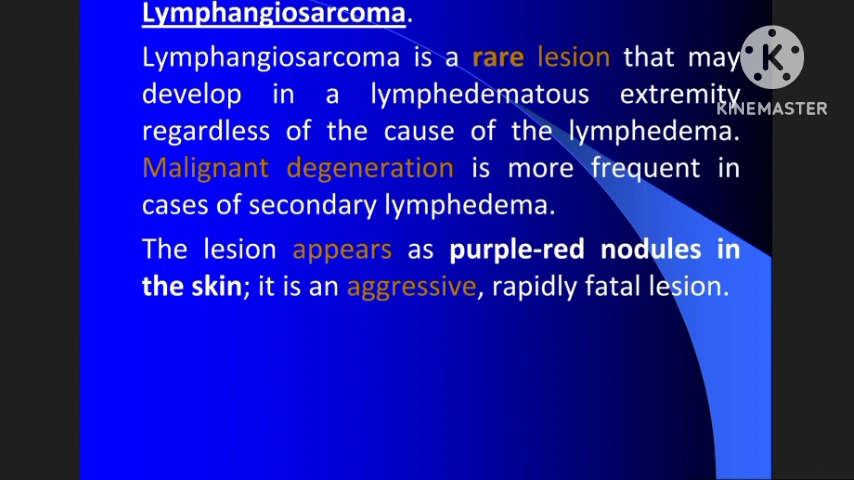 Lymphangiosarcoma.
Lymphangiosarcoma is a rare lesion that may
develop in a lymphedematous extremity
regardless of the cause of the lymphedema.
Malignant degeneration is more frequent in
cases of secondary lymphedema.
The lesion appears as purple-red nodules in
the skin; it is an aggressive, rapidly fatal lesion.
K
KINEMASTER